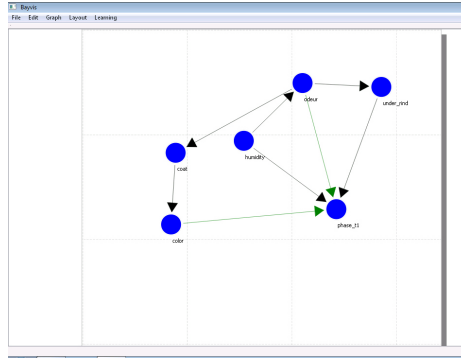 Bayvis
File Edit Graph Layout Learning
odeur
under_rind
humidity
coat
phase_t1
color